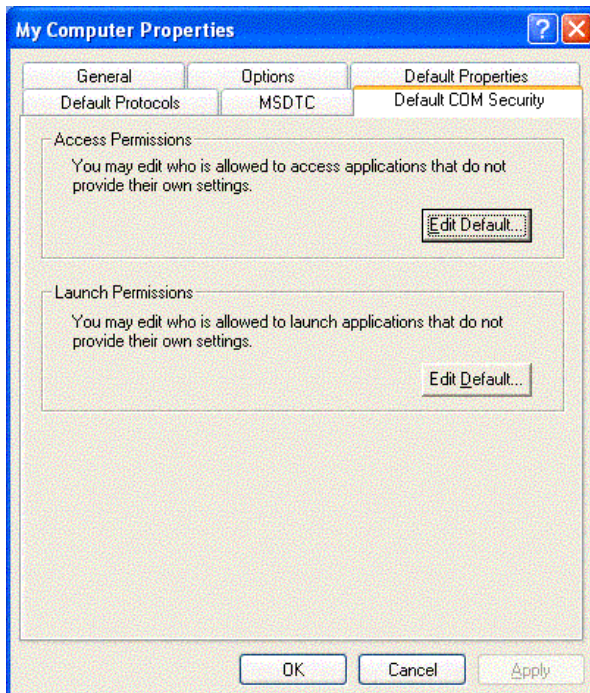 My Computer Properties
General Options Default Properties
Default Protocols MSDTC Default COM Security
Access Permissions
You may edit who is allowed to access applications that do not
provide their own settings.
Edit Default...
Launch Permissions
You may edit who is allowed to launch applications that do not
provide their own settings.
Edit Default...
OK Cancel Apply